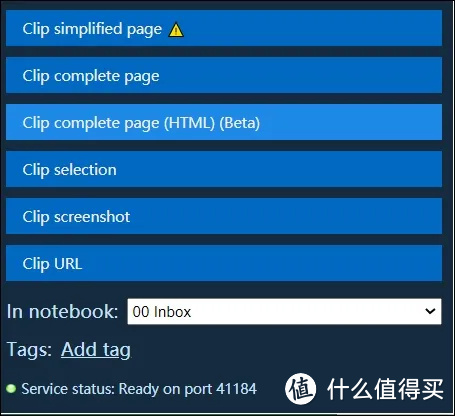 Clip simplified page
Clip complete page
Clip complete page (HTML) (Beta)
Clip selection
Clip screenshot
Clip URL
In notebook: 00 Inbox
Tags: Add tag
Service status: Ready on port 41184
值 什么值得买